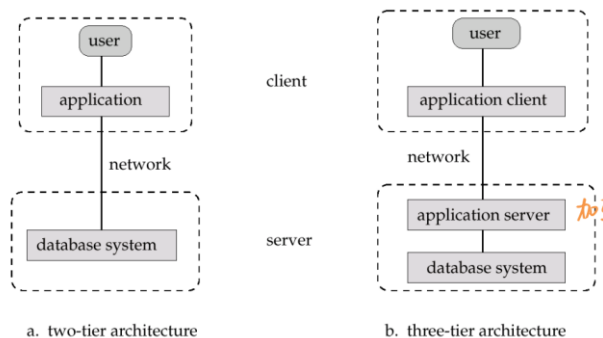 user
application
network
database system
a. two-tier architecture
client
server
user
application client
network
application server
database system
b. three-tier architecture